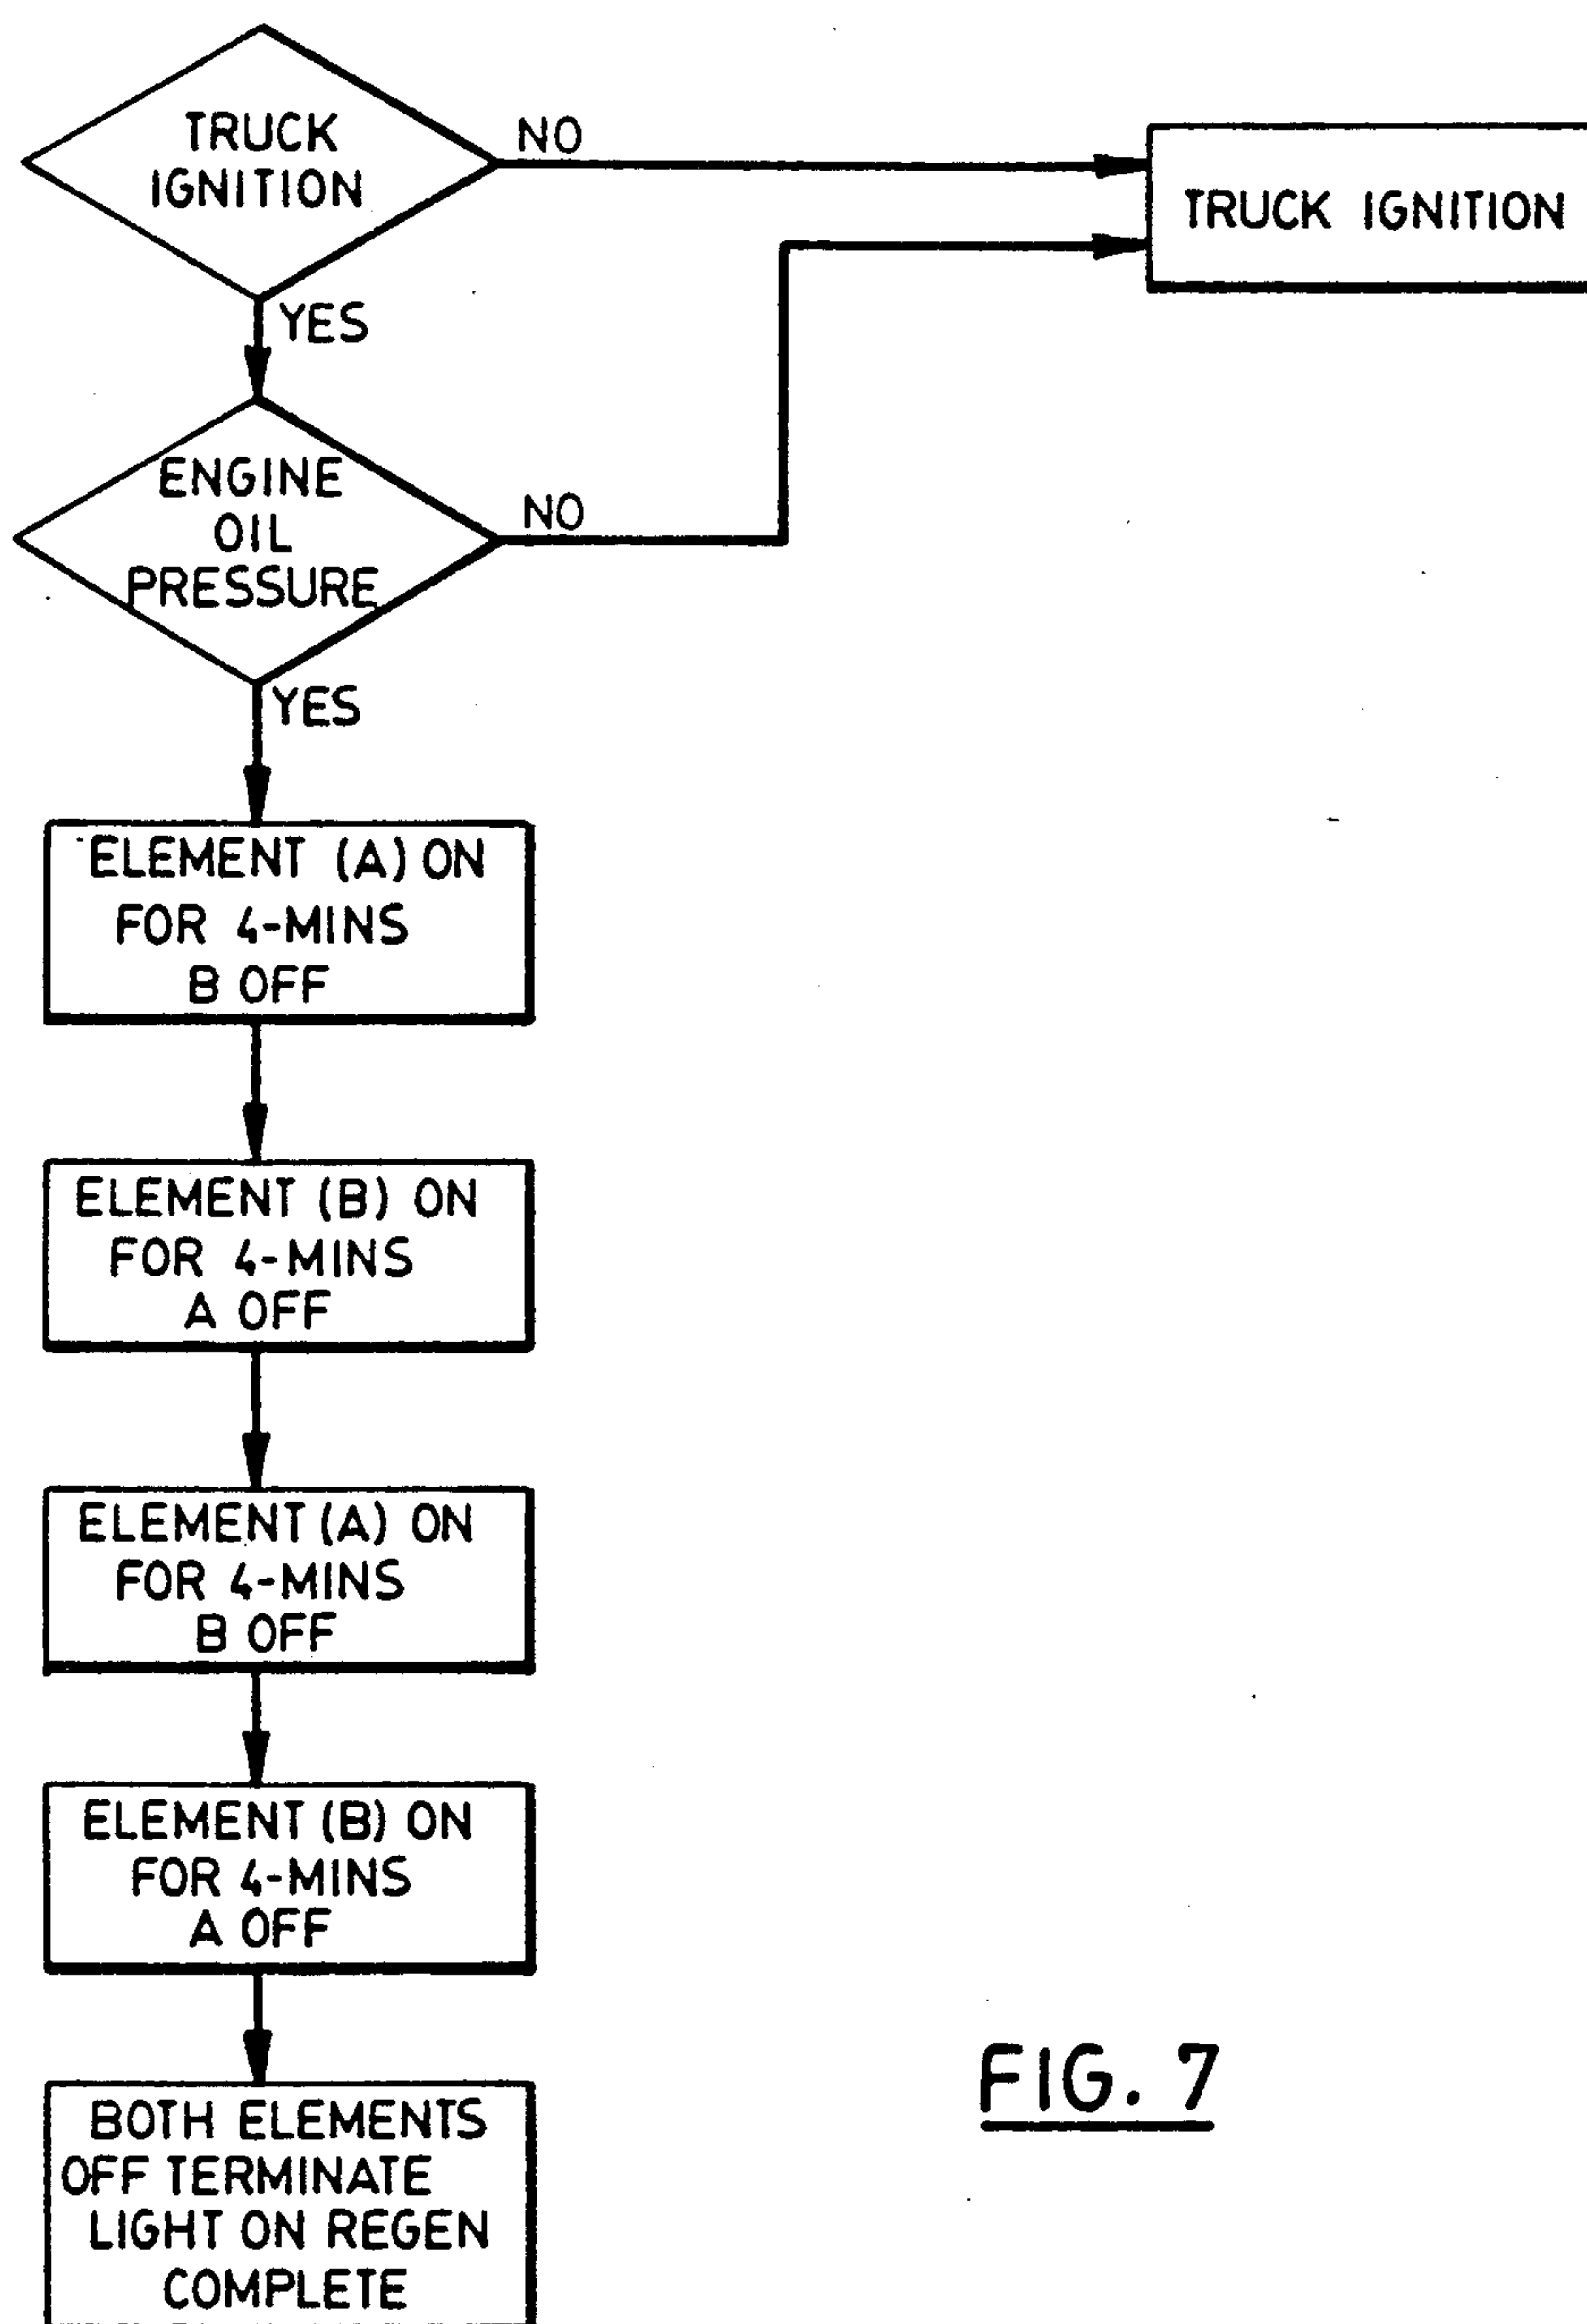 TRUCK
IGNITION
NO
TRUCK IGNITION
YES
ENGINE
OIL
PRESSURE
NO
YES
ELEMENT (A) ON
FOR 4-MINS
B OFF
ELEMENT (B) ON
FOR 4-MINS
A OFF
ELEMENT (A) ON
FOR 4-MINS
B OFF
ELEMENT (B) ON
FOR 4-MINS
A OFF
BOTH ELEMENTS
OFF TERMINATE
LIGHT ON REGEN
COMPLETE
FIG. 7